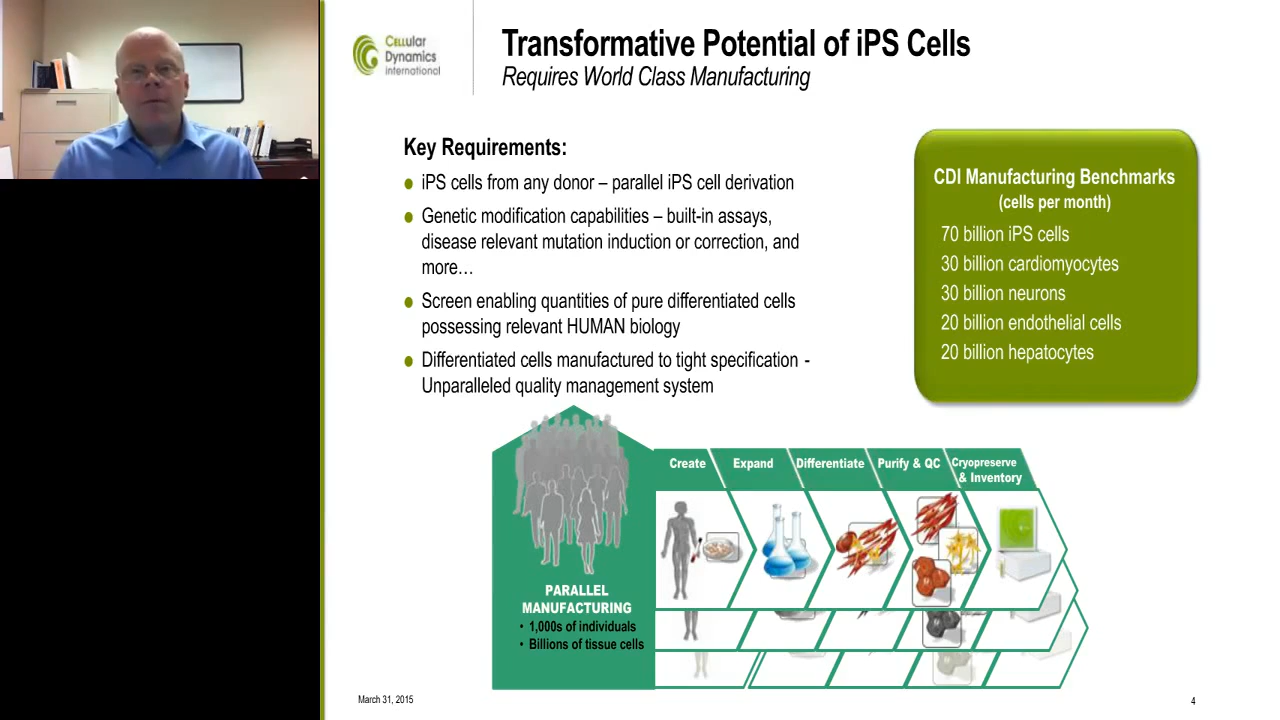 Cellular
Dynamics
international
Transformative Potential of iPS Cells
Requires World Class Manufacturing
Key Requirements:
iPS cells from any donor – parallel iPS cell derivation
Genetic modification capabilities – built-in assays,
disease relevant mutation induction or correction, and
more…
Screen enabling quantities of pure differentiated cells
possessing relevant HUMAN biology
Differentiated cells manufactured to tight specification -
Unparalleled quality management system
CDI Manufacturing Benchmarks
(cells per month)
70 billion iPS cells
30 billion cardiomyocytes
30 billion neurons
20 billion endothelial cells
20 billion hepatocytes
PARALLEL
MANUFACTURING
• 1,000s of individuals
• Billions of tissue cells
Create
Expand
Differentiate
Purify & QC
Cryopreserve
& Inventory
March 31, 2015
4